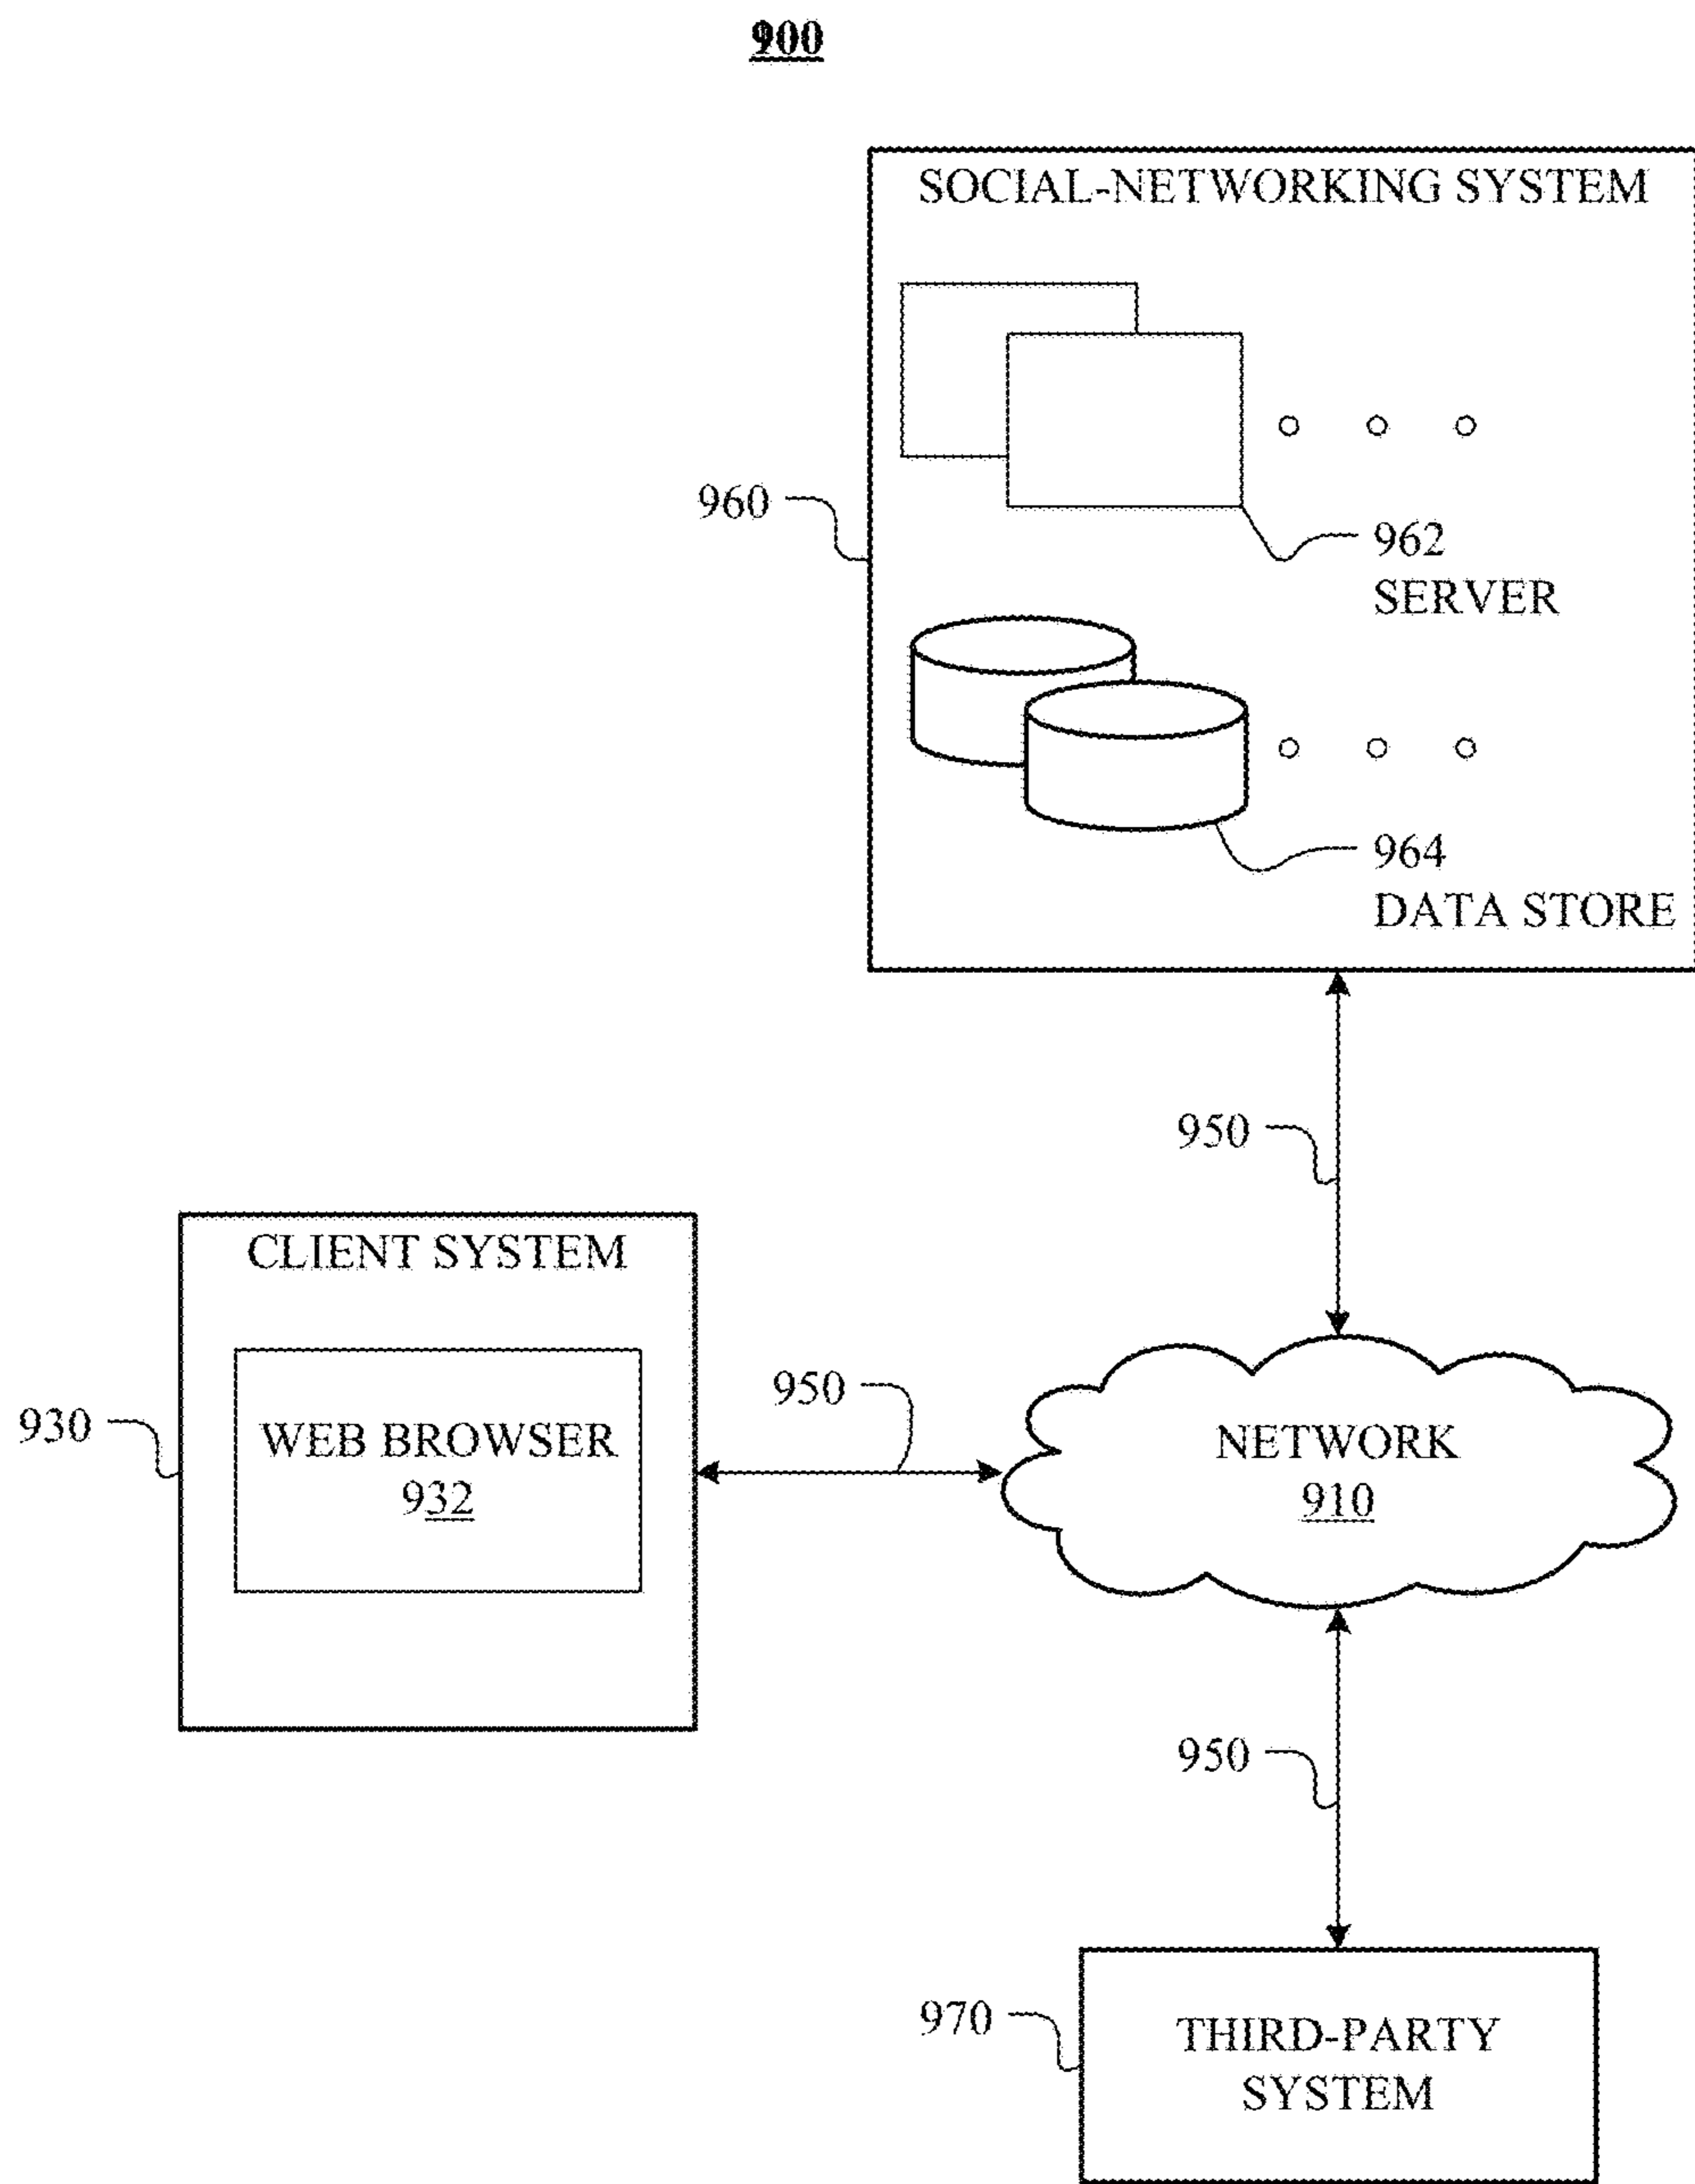 900
SOCIAL-NETWORKING SYSTEM
960
962
SERVER
964
DATA STORE
950
CLIENT SYSTEM
930
WEB BROWSER
932
950
NETWORK
910
950
970
THIRD-PARTY
SYSTEM